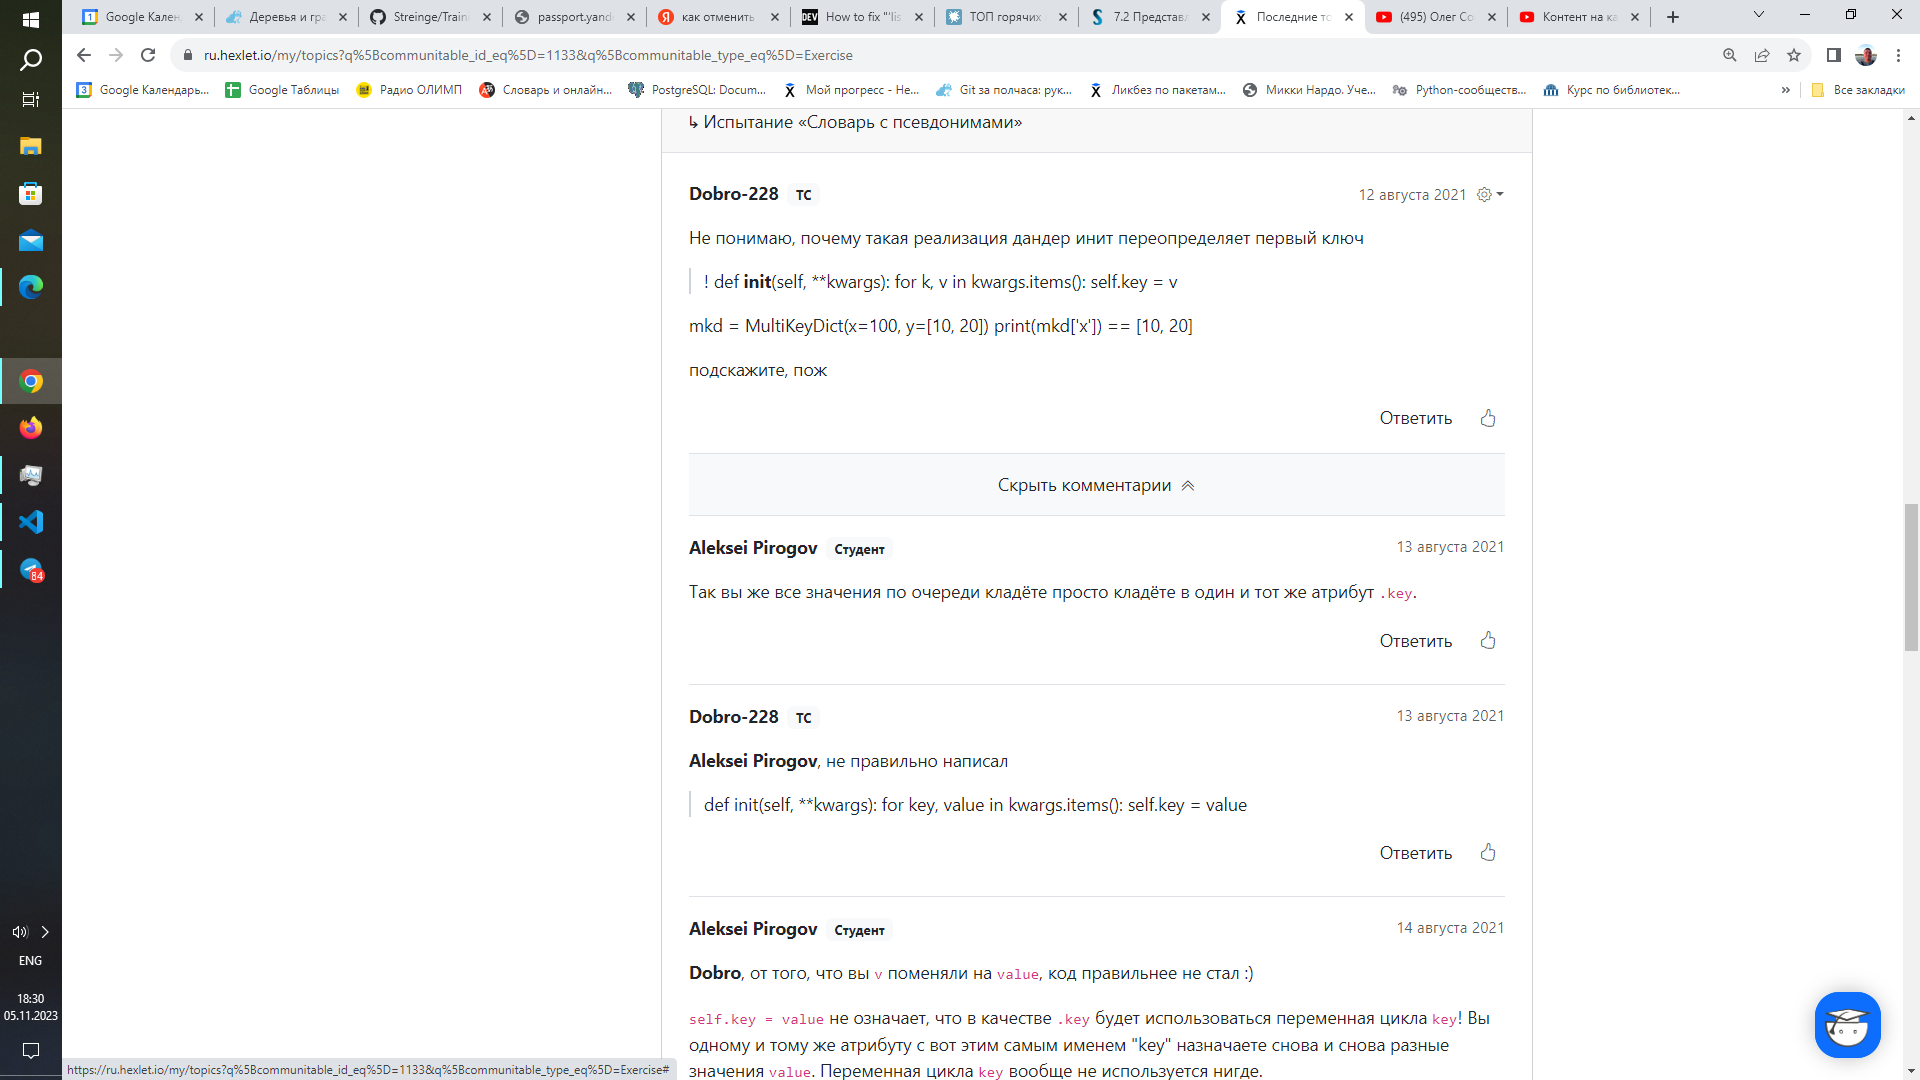 Google Кален
Деревья и гра
Streinge/Train
passport.yand
как отменить
How to fix "'lis
ТОП горячих
7.2 Представл
Последние то
(495) Олег Со
Контент на ка
ru.hexlet.io/my/topics?q%5Bcommunitable_id_eq%5D=1133&q%5Bcommunitable_type_eq%5D=Exercise
Google Календарь...
Google Таблицы
Радио ОЛИМП
Словарь и онлайн...
PostgreSQL: Docum...
Мой прогресс - Не...
Git за полчаса: рук...
Ликбез по пакетам...
Микки Нардо. Уче...
Python-сообществ...
Курс по библиотек...
»
Все закладки
↳ Испытание «Словарь с псевдонимами»
Dobro-228 ТС
12 августа 2021
Не понимаю, почему такая реализация дандер инит переопределяет первый ключ
! def init(self, **kwargs): for k, v in kwargs.items(): self.key = v
mkd = MultiKeyDict(x=100, y=[10, 20]) print(mkd['x']) == [10, 20]
подскажите, пож
Ответить
Скрыть комментарии
Aleksei Pirogov Студент
13 августа 2021
Так вы же все значения по очереди кладёте просто кладёте в один и тот же атрибут .key.
Ответить
Dobro-228 ТС
13 августа 2021
Aleksei Pirogov, не правильно написал
def init(self, **kwargs): for key, value in kwargs.items(): self.key = value
Ответить
Aleksei Pirogov Студент
14 августа 2021
Dobro, от того, что вы v поменяли на value, код правильнее не стал :)
self.key = value не означает, что в качестве .key будет использоваться переменная цикла key! Вы
одному и тому же атрибуту с вот этим самым именем "key" назначаете снова и снова разные
значения value. Переменная цикла key вообще не используется нигде.
https://ru.hexlet.io/my/topics?q%5Bcommunitable_id_eq%5D=1133&q%5Bcommunitable_type_eq%5D=Exercise#
84
ENG
18:30
05.11.2023